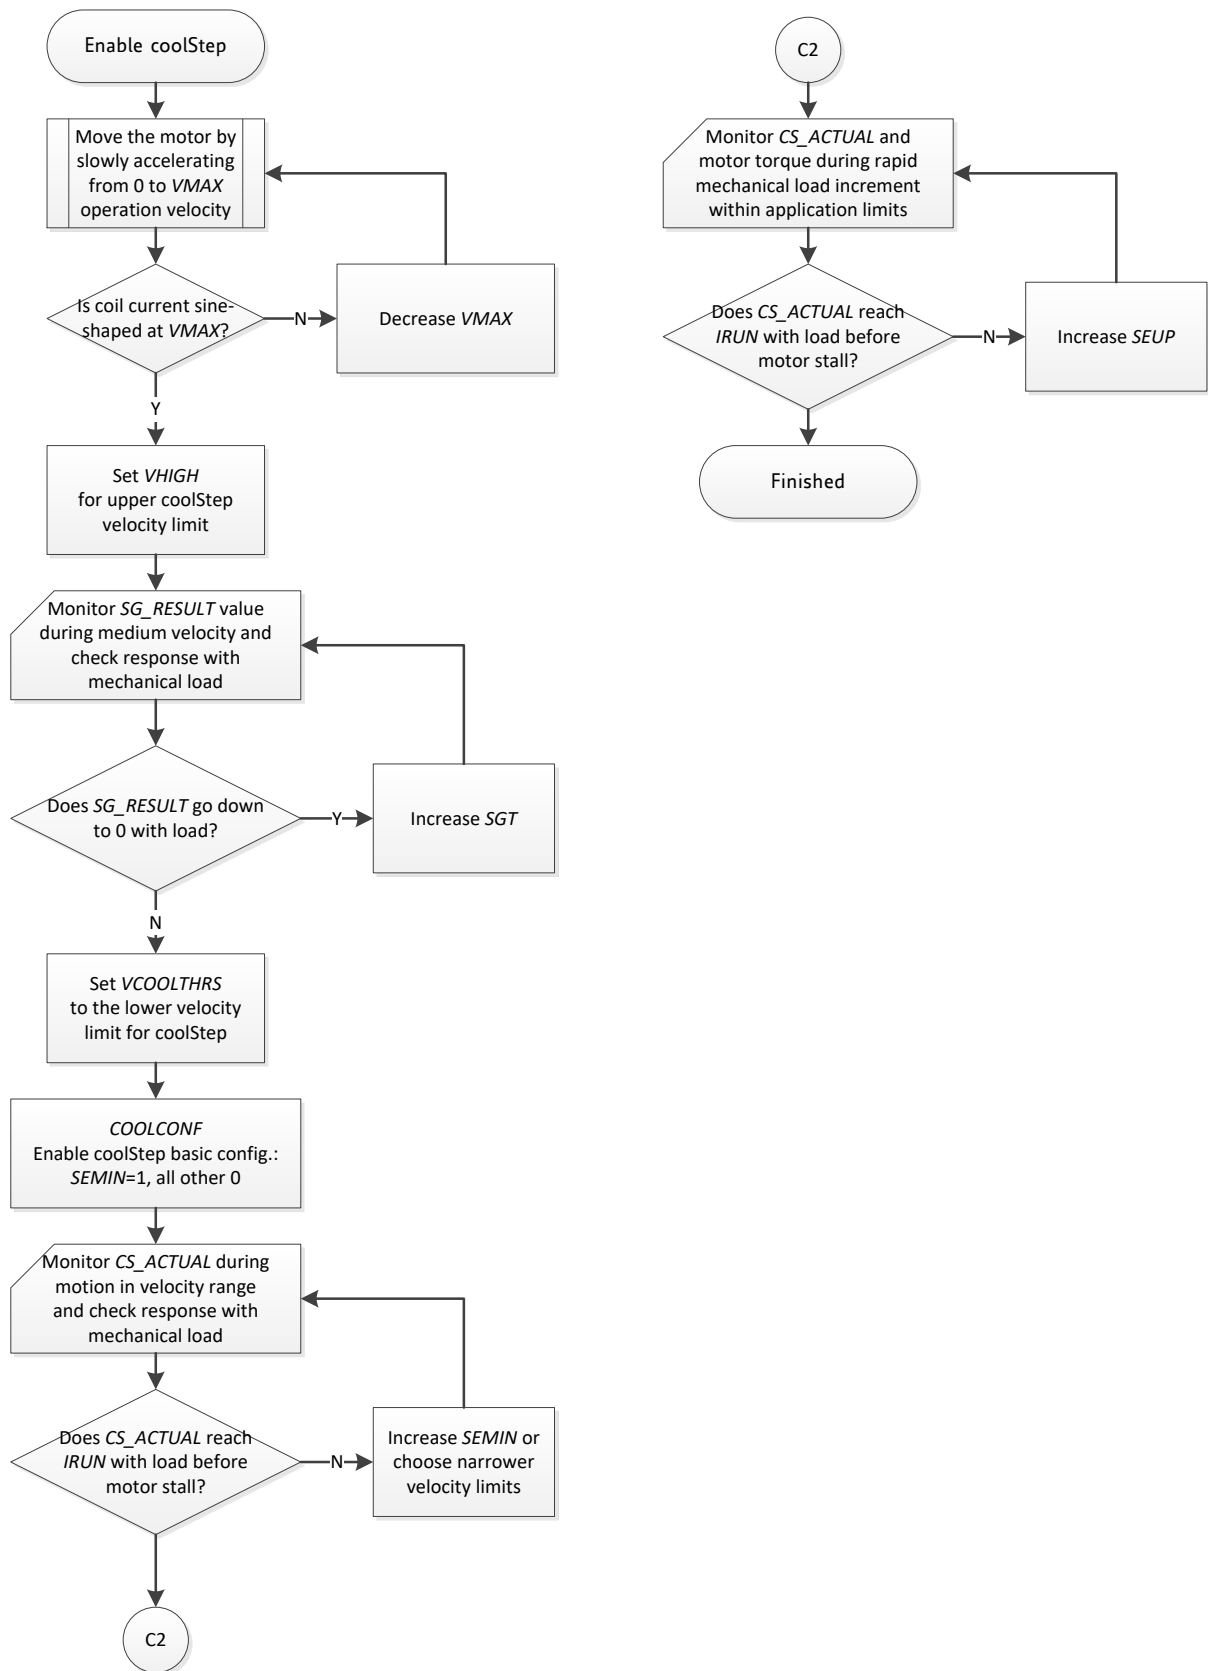 Enable coolStep
Move the motor by
slowly accelerating
from 0 to VMAX
operation velocity
Is coil current sine-
shaped at VMAX?
N
Decrease VMAX
Y
Set VHIGH
for upper coolStep
velocity limit
Monitor SG_RESULT value
during medium velocity and
check response with
mechanical load
Does SG_RESULT go down
to 0 with load?
Y
Increase SGT
N
Set VCOOLTHRS
to the lower velocity
limit for coolStep
COOLCONF
Enable coolStep basic config.:
SEMIN=1, all other 0
Monitor CS_ACTUAL during
motion in velocity range
and check response with
mechanical load
Does CS_ACTUAL reach
IRUN with load before
motor stall?
N
Increase SEMIN or
choose narrower
velocity limits
C2
C2
Monitor CS_ACTUAL and
motor torque during rapid
mechanical load increment
within application limits
Does CS_ACTUAL reach
IRUN with load before
motor stall?
N
Increase SEUP
Finished